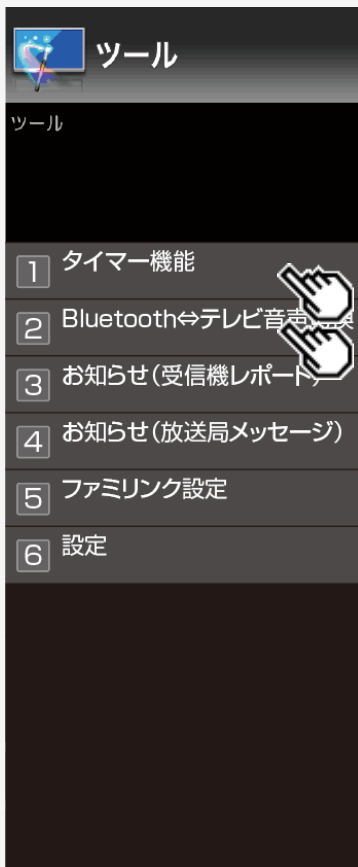 ツール
ツール
1 タイマー機能
2 Bluetooth⇔テレビ音声
3 お知らせ(受信機レポート)
4 お知らせ(放送局メッセージ)
5 ファミリンク設定
6 設定